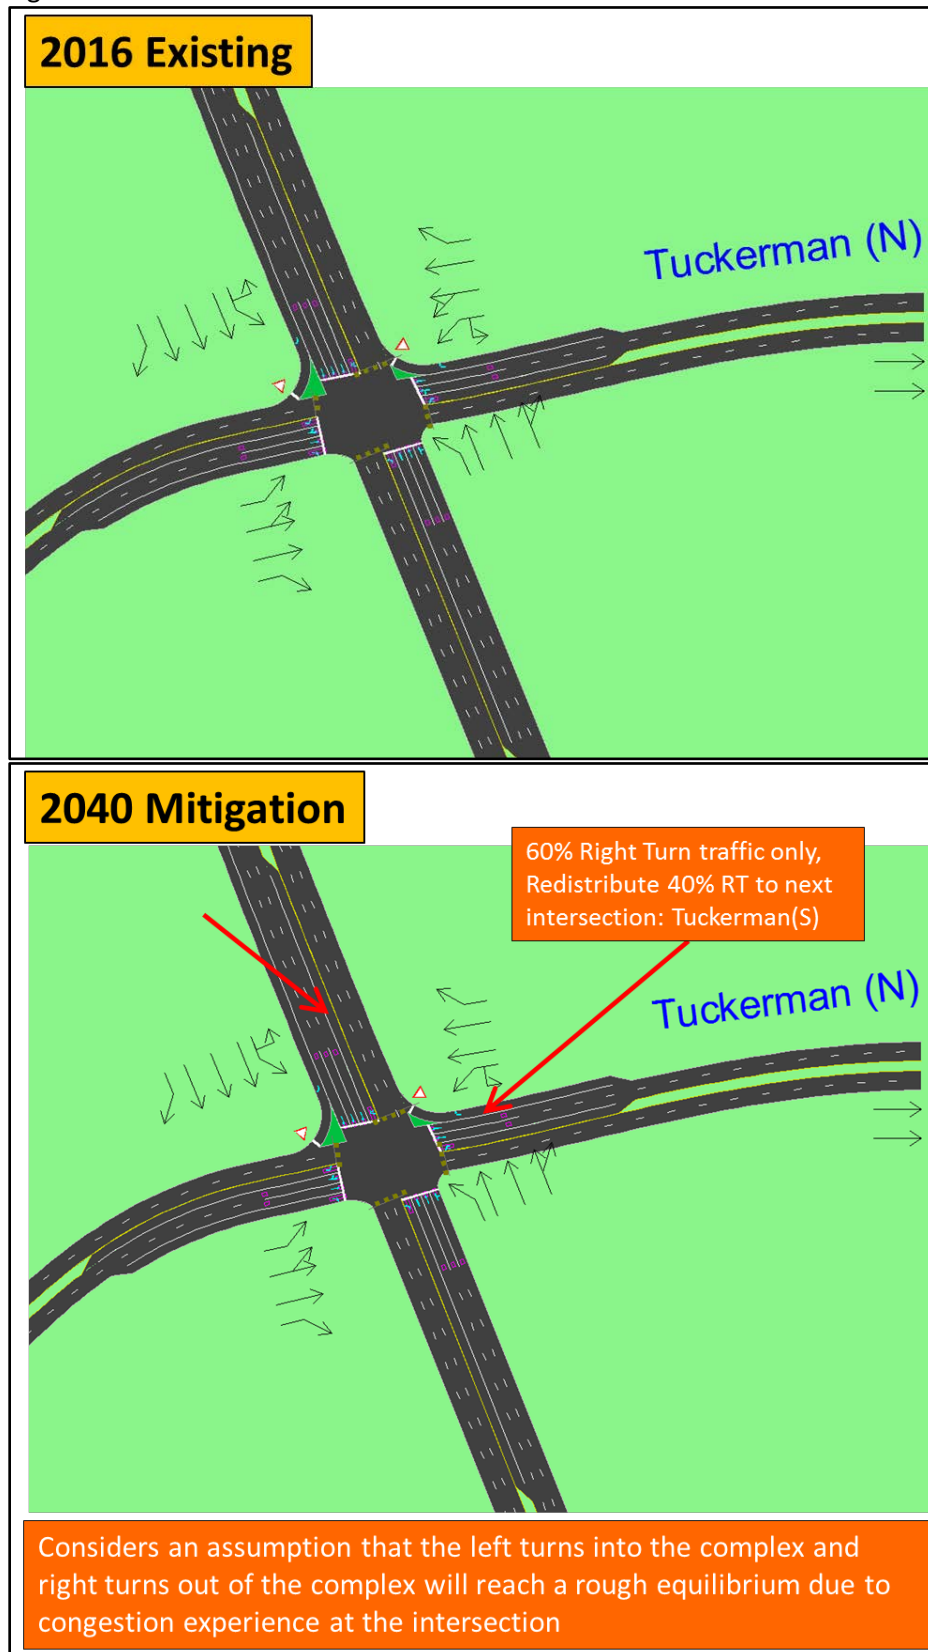 2016 Existing
Tuckerman (N)
2040 Mitigation
60% Right Turn traffic only,
Redistribute 40% RT to next
intersection: Tuckerman(S)
Tuckerman (N)
Considers an assumption that the left turns into the complex and
right turns out of the complex will reach a rough equilibrium due to
congestion experience at the intersection